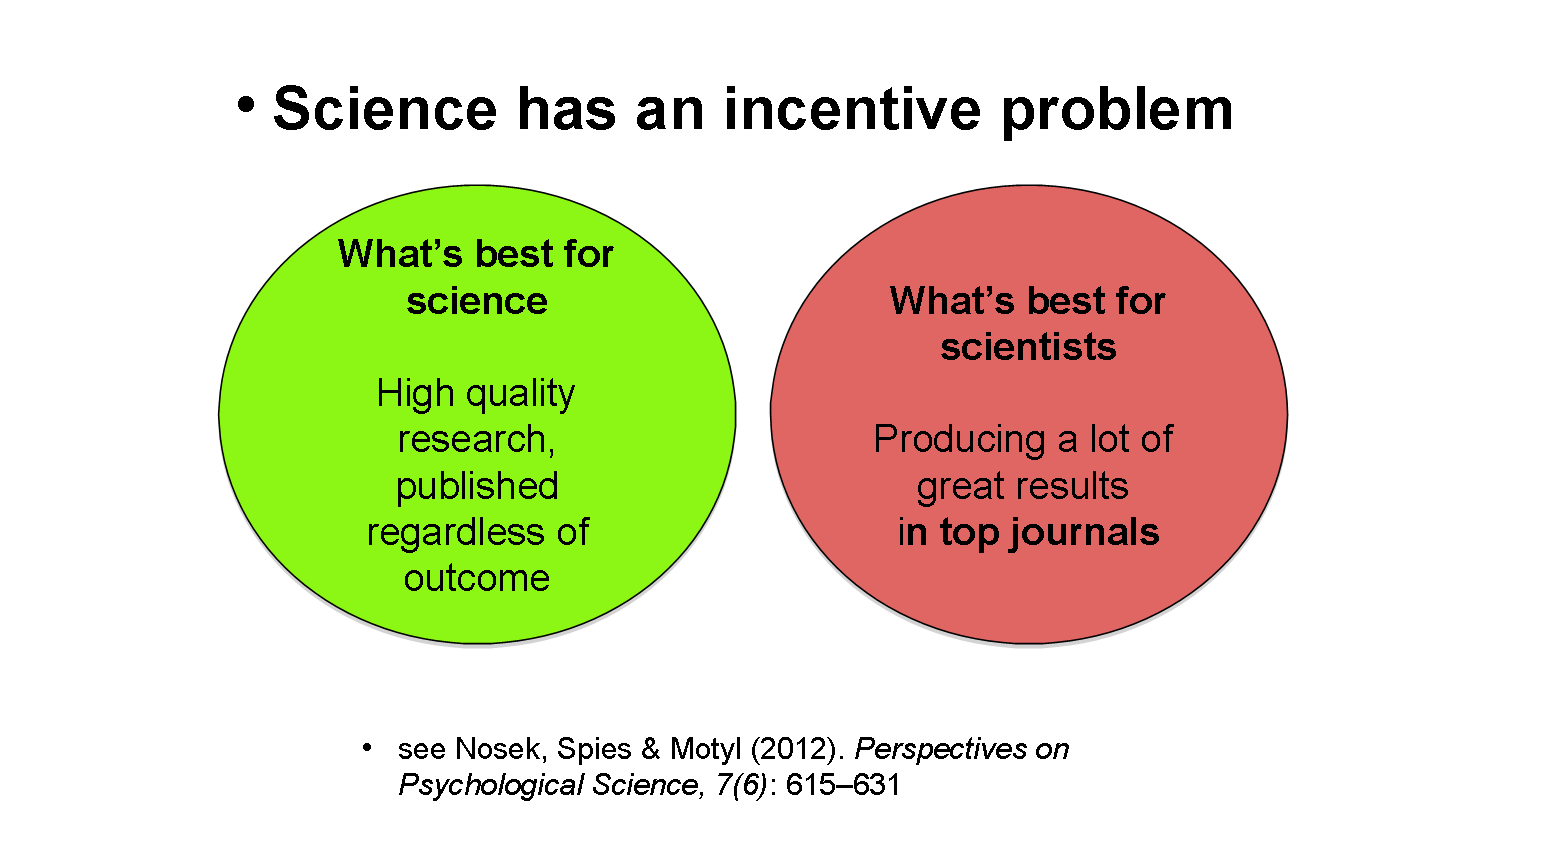 • Science has an incentive problem
What’s best for
science
High quality
research,
published
regardless of
outcome
What’s best for
scientists
Producing a lot of
great results
in top journals
• see Nosek, Spies & Motyl (2012). Perspectives on
Psychological Science, 7(6): 615–631